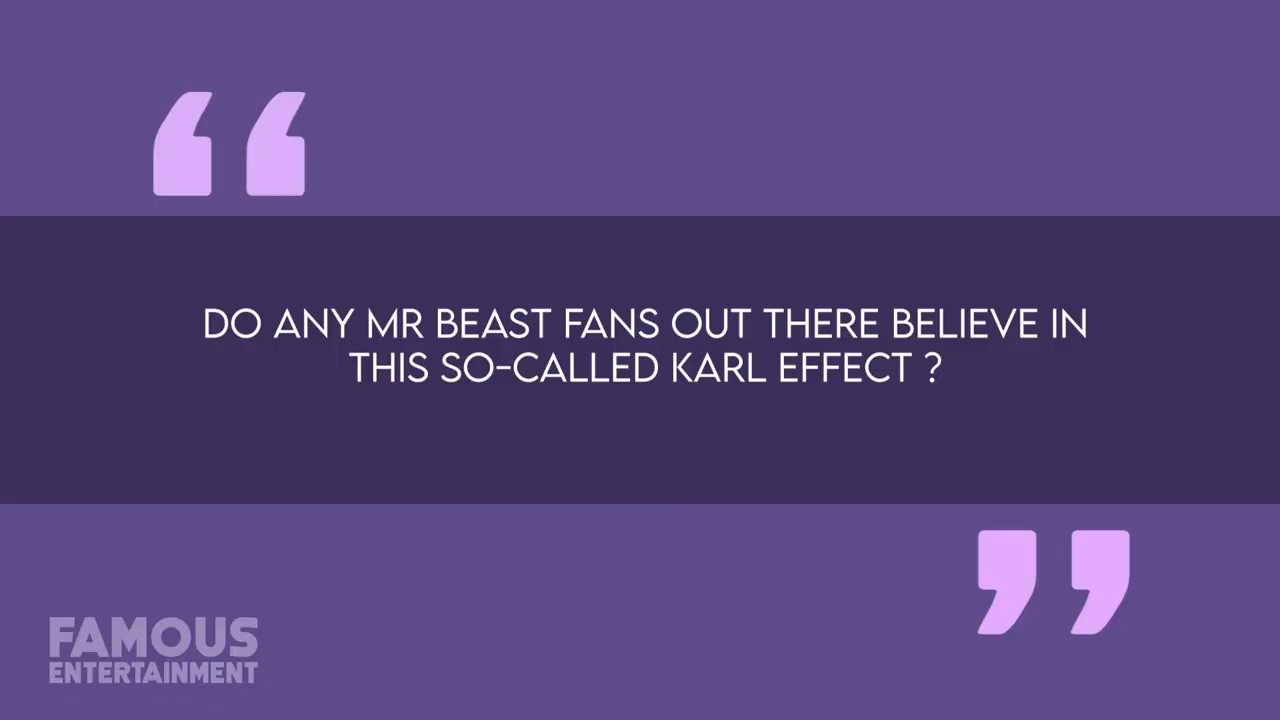 “
DO ANY MR BEAST FANS OUT THERE BELIEVE IN
THIS SO-CALLED KARL EFFECT ?
”
FAMOUS
ENTERTAINMENT